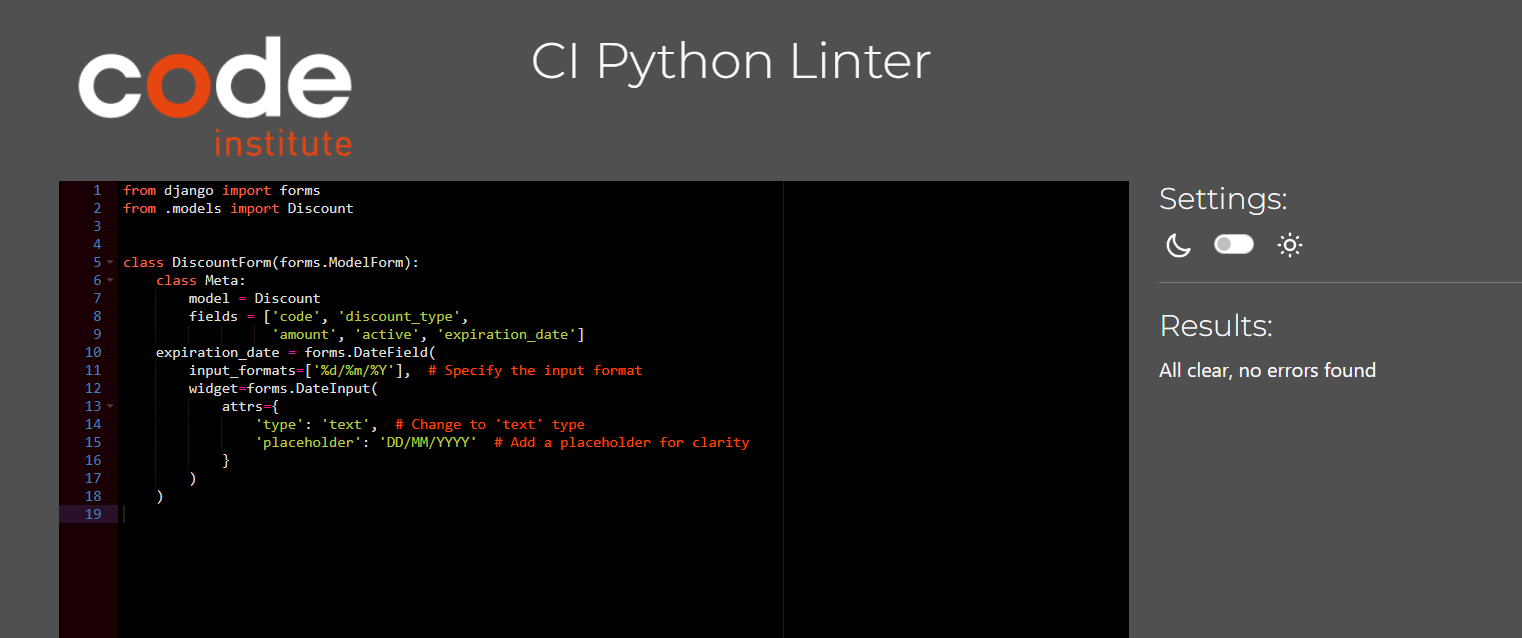 code
institute
CI Python Linter
1 from django import forms
2 from .models import Discount
3
4
5 class DiscountForm(forms.ModelForm):
6     class Meta:
7         model = Discount
8         fields = ['code', 'discount_type',
9                   'amount', 'active', 'expiration_date']
10     expiration_date = forms.DateField(
11         input_formats=['%d/%m/%Y'],  # Specify the input format
12         widget=forms.DateInput(
13             attrs={
14                 'type': 'text',  # Change to 'text' type
15                 'placeholder': 'DD/MM/YYYY'  # Add a placeholder for clarity
16             }
17         )
18     )
19
Settings:
Results:
All clear, no errors found